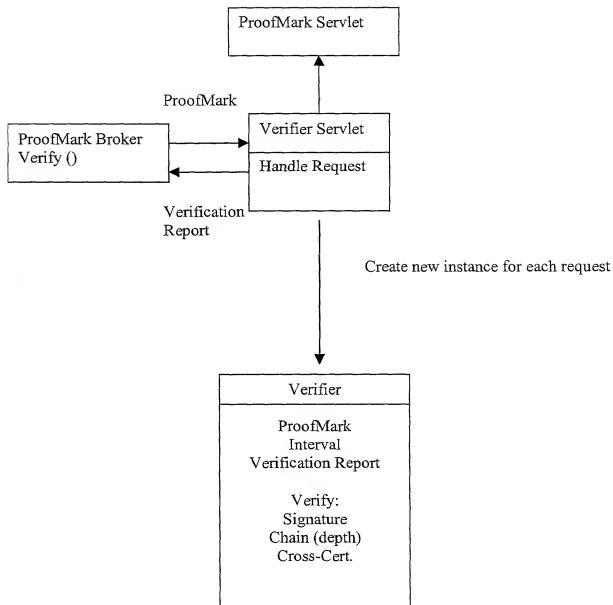 ProofMark Servlet
ProofMark
Verifier Servlet
ProofMark Broker
Verify ()
Handle Request
Verification
Report
Create new instance for each request
Verifier
ProofMark
Interval
Verification Report
Verify:
Signature
Chain (depth)
Cross-Cert.